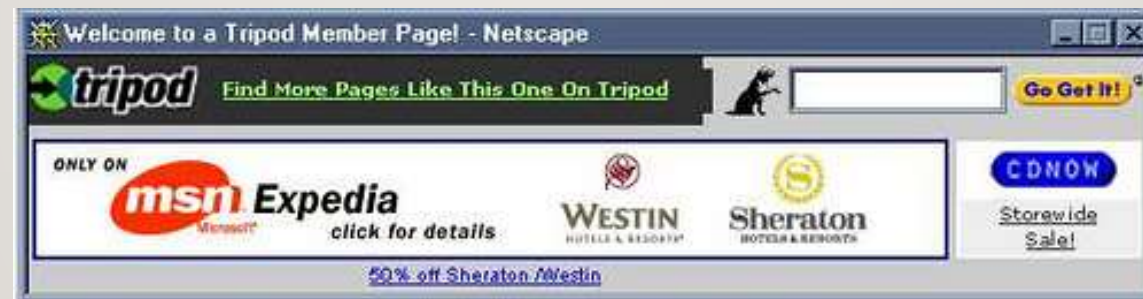 Welcome to a Tripod Member Page! - Netscape
tripod Find More Pages Like This One On Tripod Go Get It!
ONLY ON
msn Expedia
Microsoft
click for details
WESTIN
HOTELS & RESORTS
Sheraton
HOTELS & RESORTS
CDNOW
Storewide
Sale!
50% off Sheraton /Westin